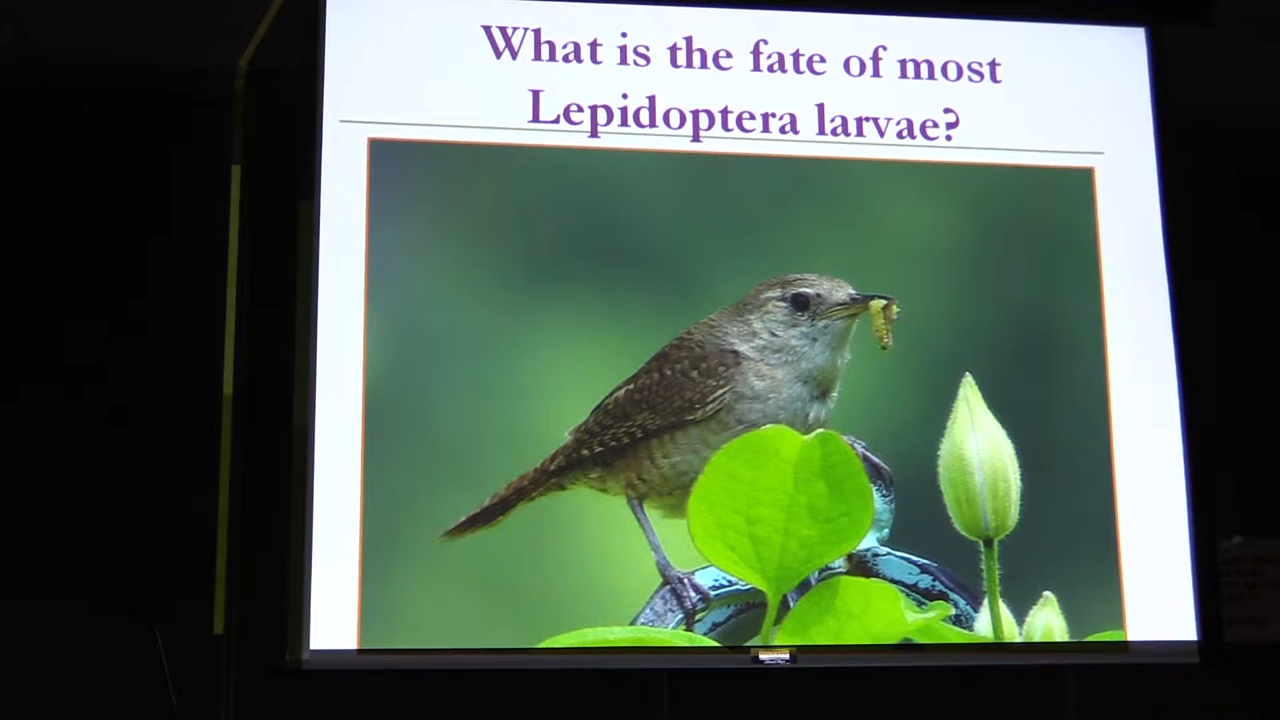 What is the fate of most
Lepidoptera larvae?